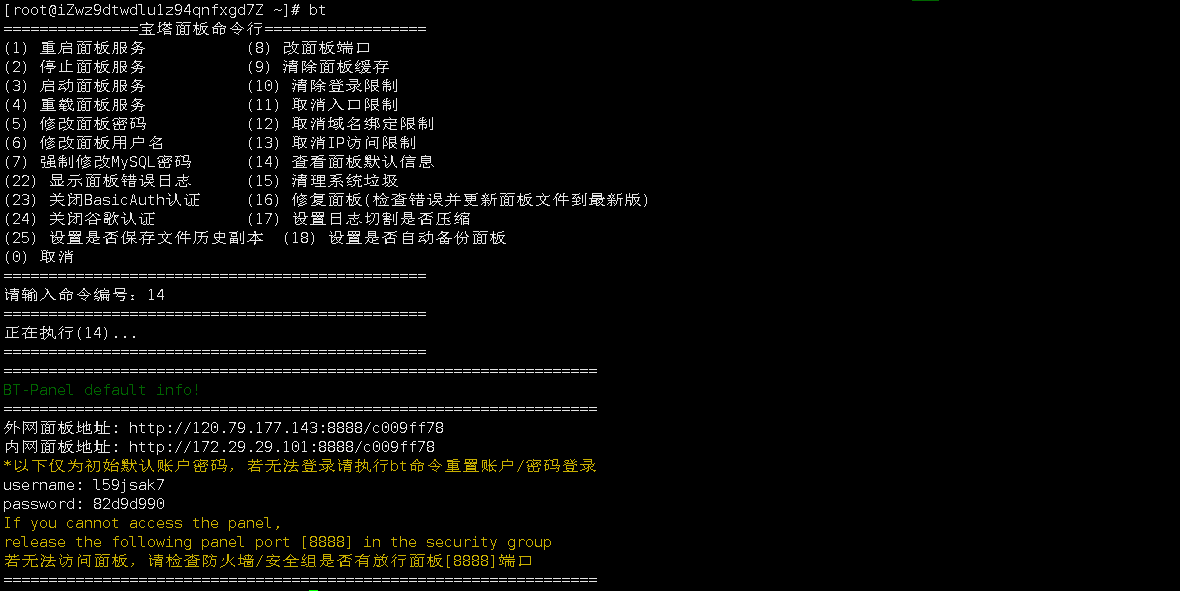 [root@iZwz9dtwdlu1z94qnfxgd7Z ~]# bt
===============宝塔面板命令行==================
(1) 重启面板服务           (8) 改面板端口
(2) 停止面板服务           (9) 清除面板缓存
(3) 启动面板服务           (10) 清除登录限制
(4) 重载面板服务           (11) 取消入口限制
(5) 修改面板密码           (12) 取消域名绑定限制
(6) 修改面板用户名         (13) 取消IP访问限制
(7) 强制修改MySQL密码      (14) 查看面板默认信息
(22) 显示面板错误日志      (15) 清理系统垃圾
(23) 关闭BasicAuth认证     (16) 修复面板(检查错误并更新面板文件到最新版)
(24) 关闭谷歌认证          (17) 设置日志切割是否压缩
(25) 设置是否保存文件历史副本  (18) 设置是否自动备份面板
(0) 取消
===============================================
请输入命令编号：14
===============================================
正在执行(14)...
===============================================
==================================================================
BT-Panel default info!
==================================================================
外网面板地址: http://120.79.177.143:8888/c009ff78
内网面板地址: http://172.29.29.101:8888/c009ff78
*以下仅为初始默认账户密码，若无法登录请执行bt命令重置账户/密码登录
username: l59jsak7
password: 82d9d990
If you cannot access the panel,
release the following panel port [8888] in the security group
若无法访问面板，请检查防火墙/安全组是否有放行面板[8888]端口
==================================================================